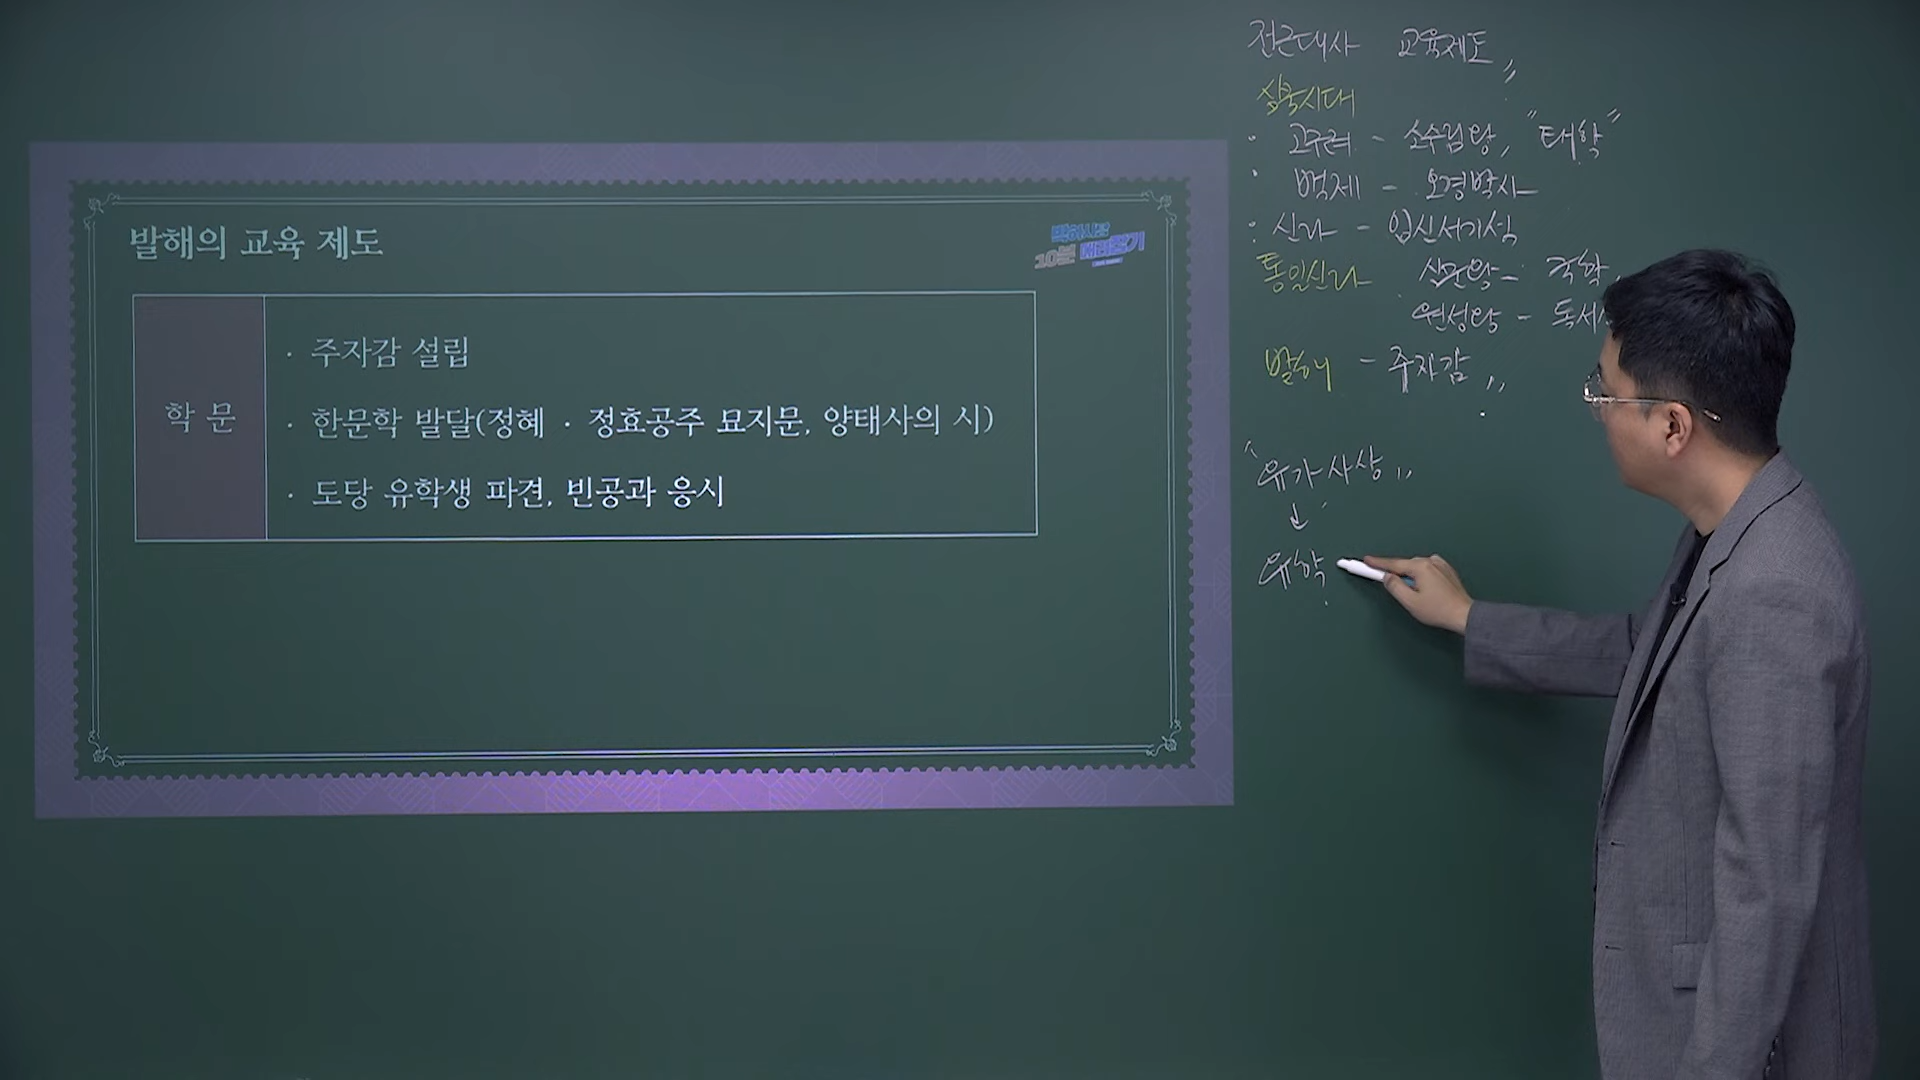 발해의 교육 제도
10분
학 문
· 주자감 설립
· 한문학 발달(정혜 · 정효공주 묘지문, 양태사의 시)
· 도당 유학생 파견, 빈공과 응시
전근대사 교육제도 〃
삼국시대
· 고구려 - 소수림왕, "태학"
· 백제 - 오경박사
· 신라 - 임신서기석
통일신라 신문왕 - 국학,
원성왕 - 독서
발해 - 주자감 〃
"유가사상〃
↓
유학